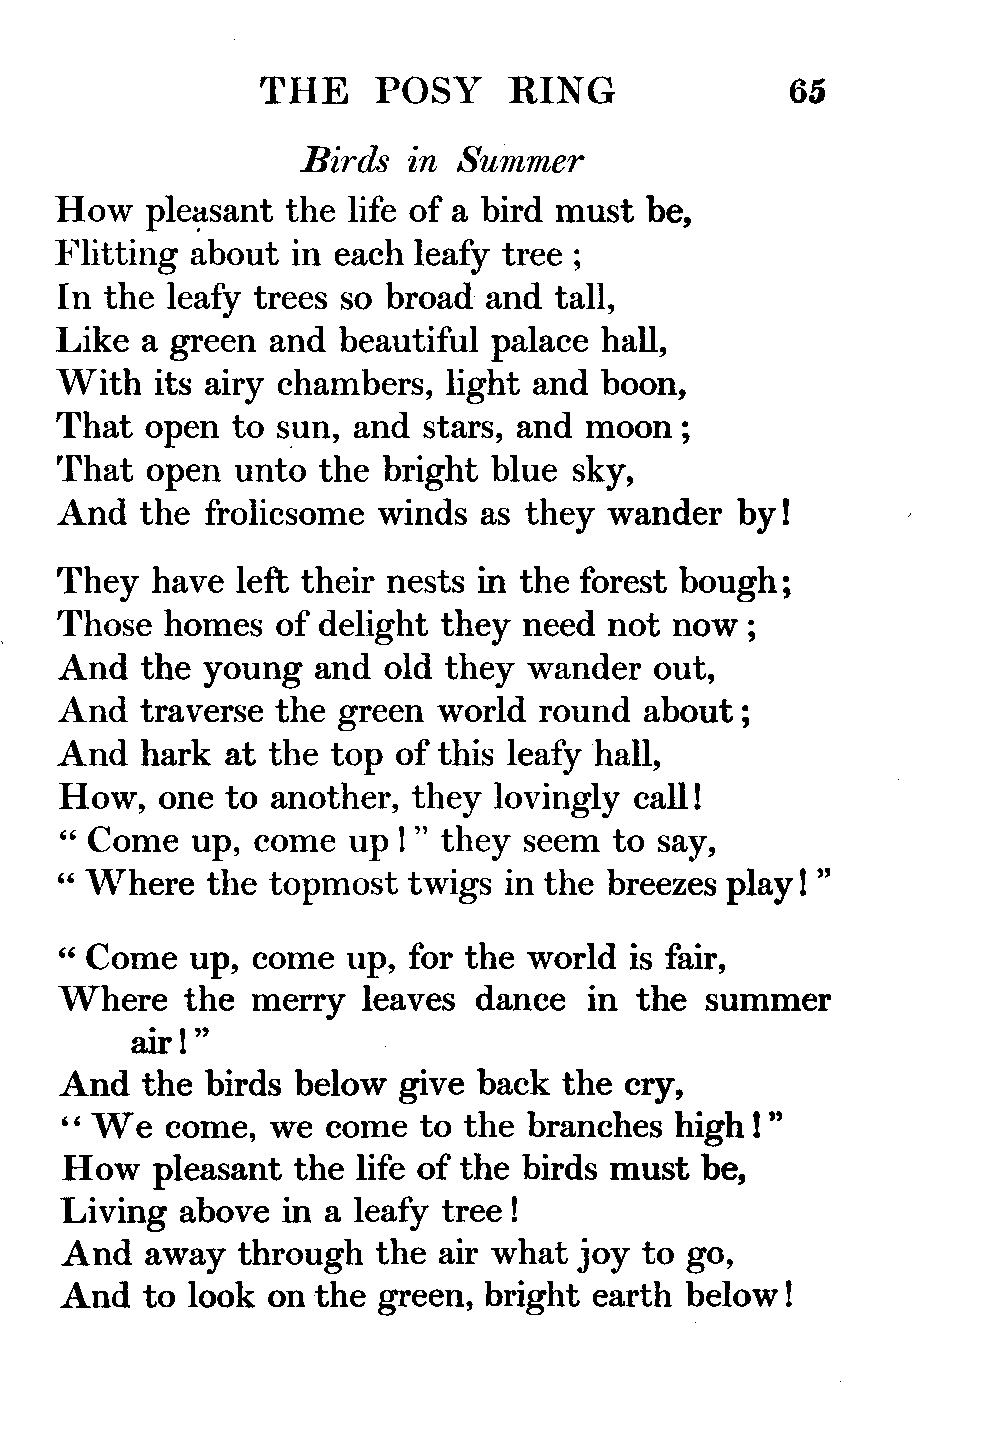 THE POSY RING 65
Birds in Summer
How pleasant the life of a bird must be,
Flitting about in each leafy tree ;
In the leafy trees so broad and tall,
Like a green and beautiful palace hall,
With its airy chambers, light and boon,
That open to sun, and stars, and moon ;
That open unto the bright blue sky,
And the frolicsome winds as they wander by!
They have left their nests in the forest bough;
Those homes of delight they need not now ;
And the young and old they wander out,
And traverse the green world round about ;
And hark at the top of this leafy hall,
How, one to another, they lovingly call!
“ Come up, come up ! ” they seem to say,
“ Where the topmost twigs in the breezes play! ”
“ Come up, come up, for the world is fair,
Where the merry leaves dance in the summer
air! ”
And the birds below give back the cry,
“ We come, we come to the branches high! ”
How pleasant the life of the birds must be,
Living above in a leafy tree !
And away through the air what joy to go,
And to look on the green, bright earth below!